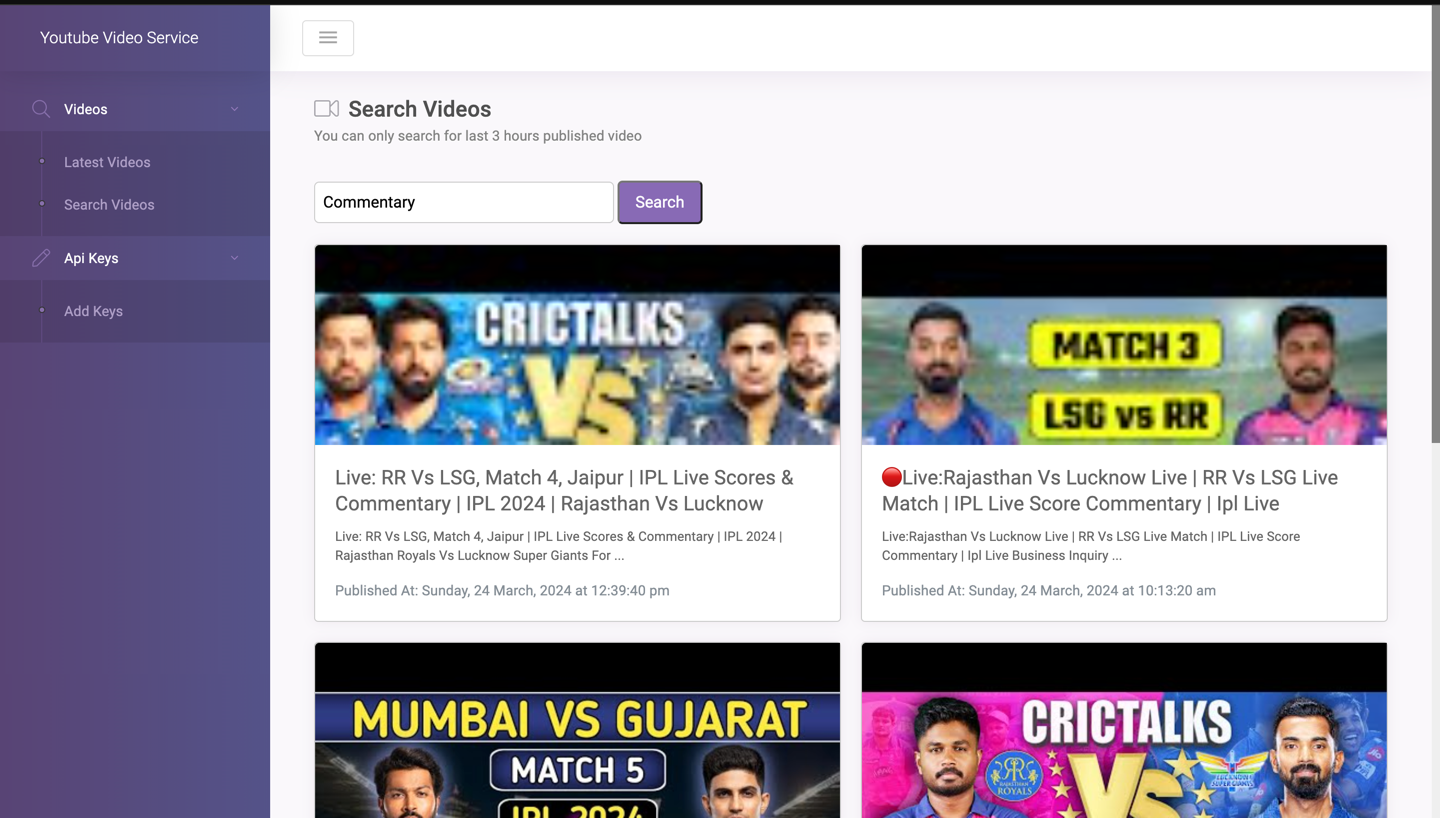 Youtube Video Service
Videos
Latest Videos
Search Videos
Api Keys
Add Keys
Search Videos
You can only search for last 3 hours published video
Commentary
Search
CRICTALKS
VS
Live: RR Vs LSG, Match 4, Jaipur | IPL Live Scores &
Commentary | IPL 2024 | Rajasthan Vs Lucknow
Live: RR Vs LSG, Match 4, Jaipur | IPL Live Scores & Commentary | IPL 2024 |
Rajasthan Royals Vs Lucknow Super Giants For ...
Published At: Sunday, 24 March, 2024 at 12:39:40 pm
MATCH 3
LSG vs RR
🔴Live:Rajasthan Vs Lucknow Live | RR Vs LSG Live
Match | IPL Live Score Commentary | Ipl Live
Live:Rajasthan Vs Lucknow Live | RR Vs LSG Live Match | IPL Live Score
Commentary | Ipl Live Business Inquiry ...
Published At: Sunday, 24 March, 2024 at 10:13:20 am
MUMBAI VS GUJARAT
MATCH 5
IPL 2024
CRICTALKS
RAJASTHAN
ROYALS
VS
LUCKNOW
SUPER GIANTS